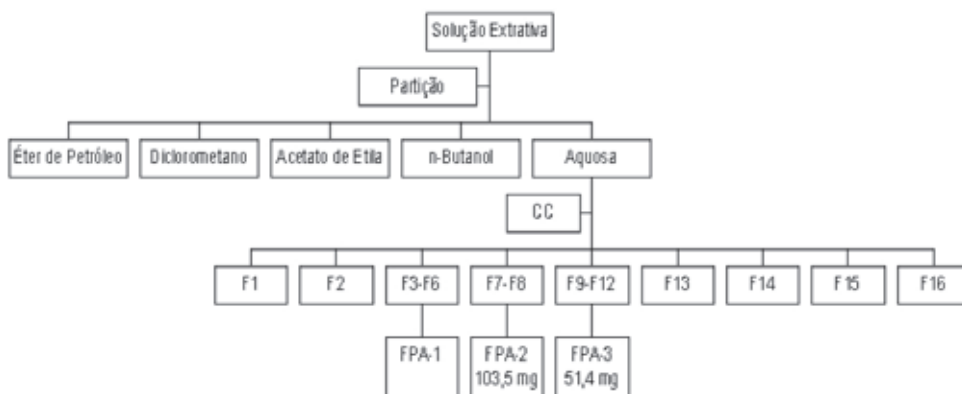 Solução Extrativa
Partição
Éter de Petróleo
Diclorometano
Acetato de Etila
n-Butanol
Aquosa
CC
F1
F2
F3-F6
F7-F8
F9-F12
F13
F14
F15
F16
FPA-1
FPA-2
103,5 mg
FPA-3
51,4 mg